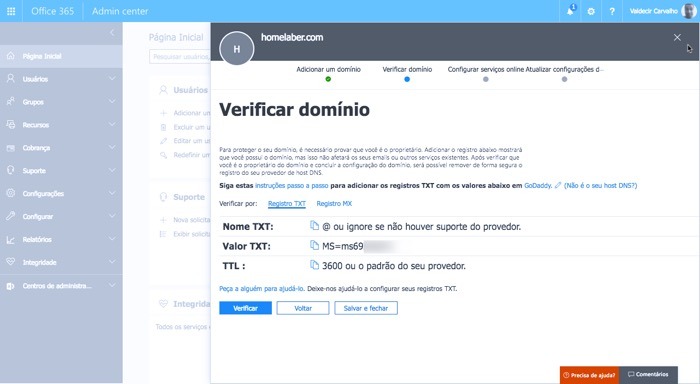 Office 365
Admin center
1
Valdecir Carvalho
Página Inicial
Usuários
Grupos
Recursos
Cobrança
Suporte
Configurações
Configurar
Relatórios
Integridade
Centros de administra...
Página Inicial
Pesquisar usuários,
Usuários
Adicionar um
Excluir um u
Editar um us
Redefinir um
Suporte
Nova solicita
Exibir solicita
Integrida
Todos os serviços e
H
homelaber.com
Adicionar um domínio
Verificar domínio
Configurar serviços online
Atualizar configurações d...
Verificar domínio
Para proteger o seu domínio, é necessário provar que você é o proprietário. Adicionar o registro abaixo mostrará
que você possui o domínio, mas isso não afetará os seus emails ou outros serviços existentes. Após verificar que
você é o proprietário do domínio e concluir a configuração do domínio, será possível remover de forma segura o
registro do seu provedor de host DNS.
Siga estas instruções passo a passo para adicionar os registros TXT com os valores abaixo em GoDaddy. (Não é o seu host DNS?)
Verificar por: Registro TXT Registro MX
Nome TXT: @ ou ignore se não houver suporte do provedor.
Valor TXT: MS=ms69
TTL : 3600 ou o padrão do seu provedor.
Peça a alguém para ajudá-lo. Deixe-nos ajudá-lo a configurar seus registros TXT.
Verificar
Voltar
Salvar e fechar
Precisa de ajuda?
Comentários